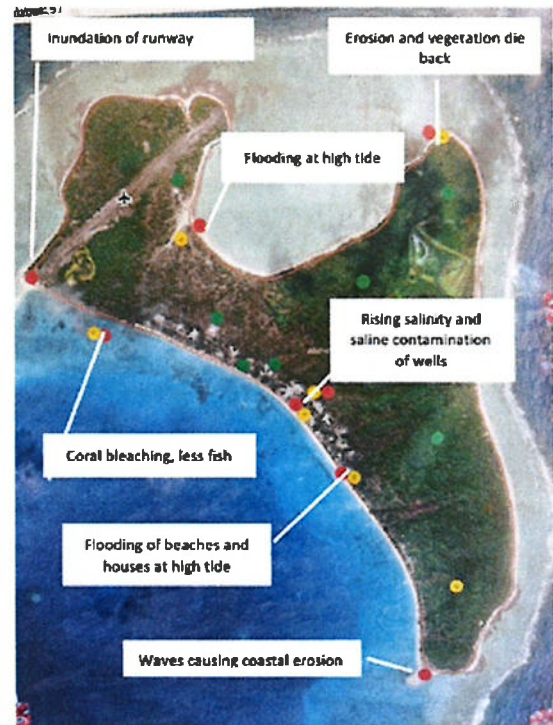 Inundation of runway
Erosion and vegetation die
back
Flooding at high tide
Rising salinity and
saline contamination
of wells
Coral bleaching, less fish
Flooding of beaches and
houses at high tide
Waves causing coastal erosion